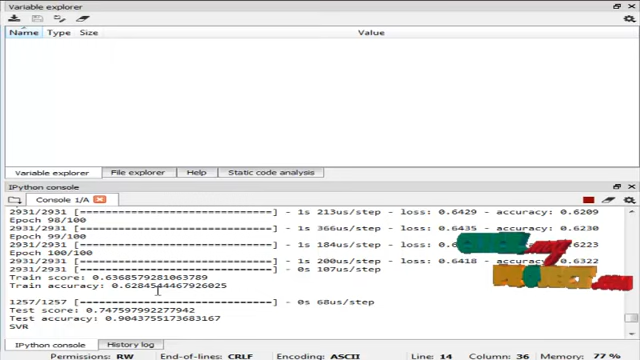 Variable explorer
Name Type Size Value
Variable explorer File explorer Help Static code analysis
IPython console
Console 1/A
2931/2931 [==============================] - 1s 213us/step - loss: 0.6429 - accuracy: 0.6209
Epoch 98/100
2931/2931 [==============================] - 1s 366us/step - loss: 0.6435 - accuracy: 0.6230
Epoch 99/100
2931/2931 [==============================] - 1s 184us/step - loss: 0.64 0.6223
Epoch 100/100
2931/2931 [==============================] - 1s 200us/step - loss: 0.6418 - accuracy: 0.6322
2931/2931 [==============================] - 0s 107us/step
Train score: 0.6368579281063789
Train accuracy: 0.6284544467926025
1257/1257 [==============================] - 0s 68us/step
Test score: 0.747597992277942
Test accuracy: 0.9043755173683167
SVR
IPython console History log
Permissions: RW End-of-lines: CRLF Encoding: ASCII Line: 14 Column: 36 Memory: 77 %